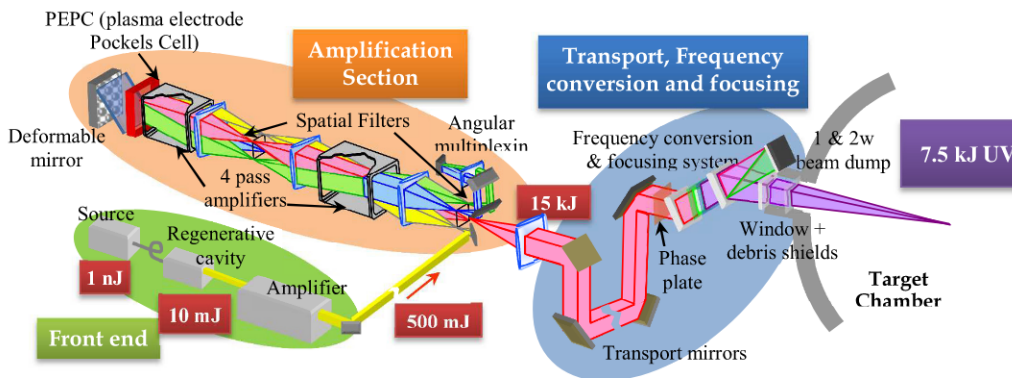 PEPC (plasma electrode
Pockels Cell)
Amplification
Section
Transport, Frequency
conversion and focusing
Deformable
mirror
Spatial Filters
Angular
multiplexin
4 pass
amplifiers
Frequency conversion
& focusing system
1 & 2w
beam dump
7.5 kJ UV
Source
Regenerative
cavity
1 nJ
10 mJ
Amplifier
500 mJ
Front end
15 kJ
Phase
plate
Window +
debris shields
Transport mirrors
Target
Chamber